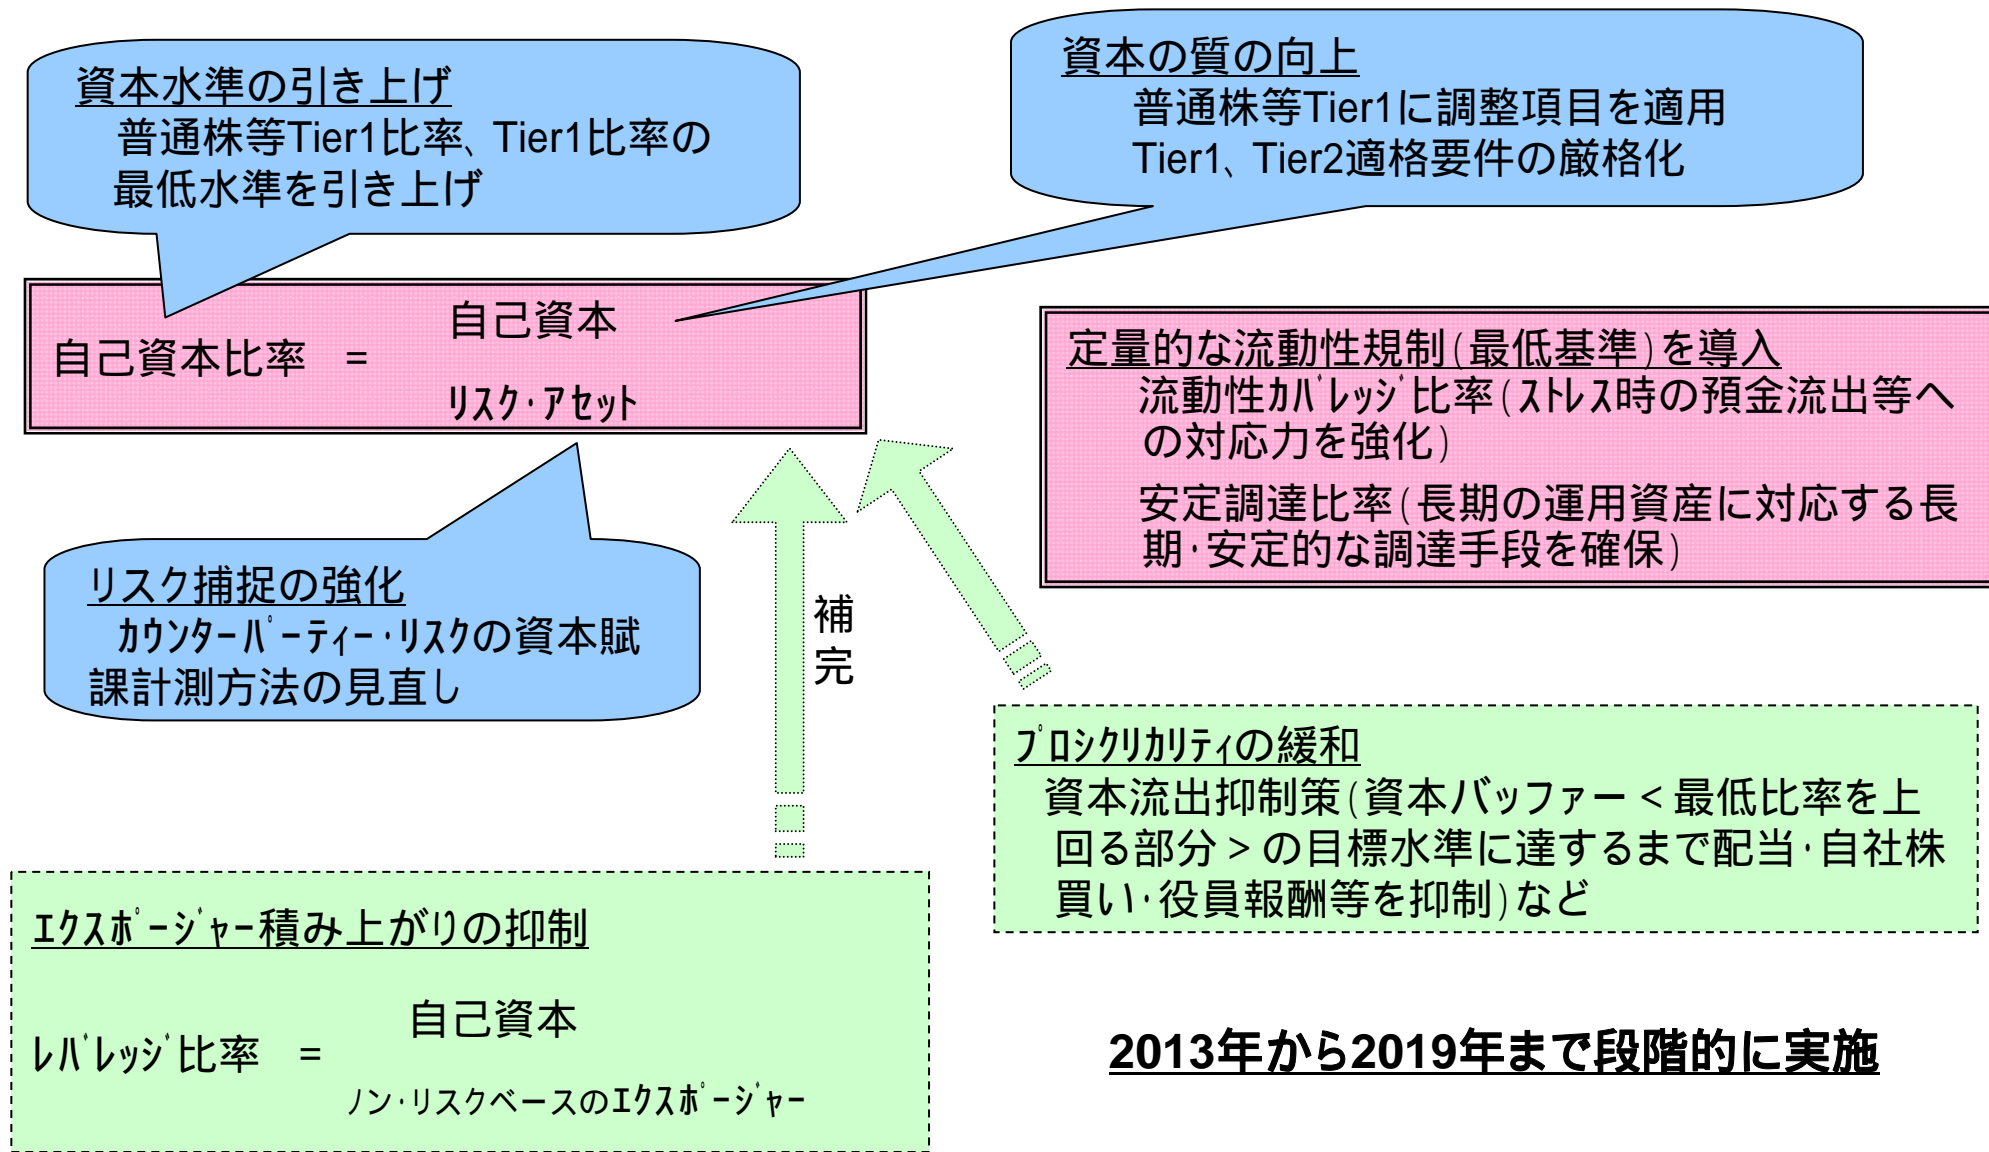 資本水準の引き上げ
普通株等Tier1比率、Tier1比率の
最低水準を引き上げ
資本の質の向上
普通株等Tier1に調整項目を適用
Tier1、Tier2適格要件の厳格化
自己資本比率 =
自己資本
リスク・アセット
定量的な流動性規制(最低基準)を導入
流動性ｶﾊﾞﾚｯｼﾞ比率(ｽﾄﾚｽ時の預金流出等へ
の対応力を強化)
安定調達比率(長期の運用資産に対応する長
期・安定的な調達手段を確保)
リスク捕捉の強化
ｶｳﾝﾀｰﾊﾟｰﾃｨｰ・ﾘｽｸの資本賦
課計測方法の見直し
補
完
ﾌﾟﾛｼｸﾘｶﾘﾃｨの緩和
資本流出抑制策(資本バッファー<最低比率を上
回る部分>の目標水準に達するまで配当・自社株
買い・役員報酬等を抑制)など
ｴｸｽﾎﾟｰｼﾞｬｰ積み上がりの抑制
ﾚﾊﾞﾚｯｼﾞ比率 =
自己資本
ノン・リスクベースのｴｸｽﾎﾟｰｼﾞｬｰ
2013年から2019年まで段階的に実施